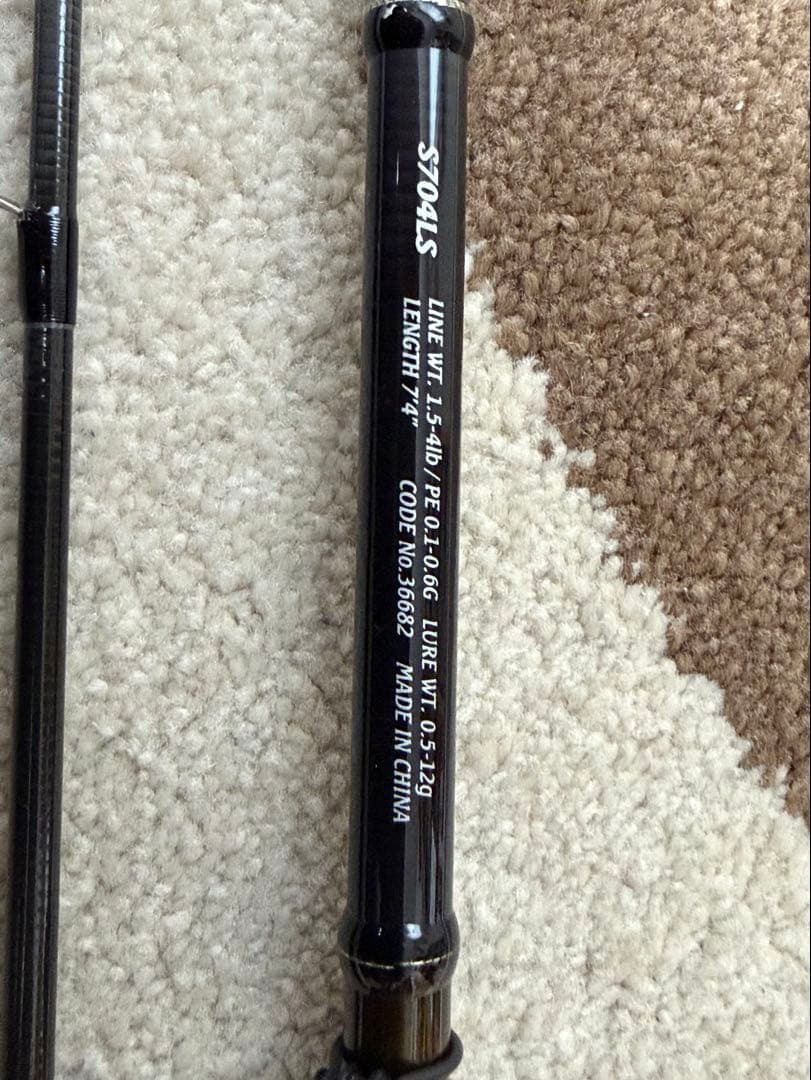 S704LS
LINE WT. 1.5-4lb / PE 0.1-0.6G LURE WT. 0.5-12g
LENGTH 7'4" CODE No.36682 MADE IN CHINA